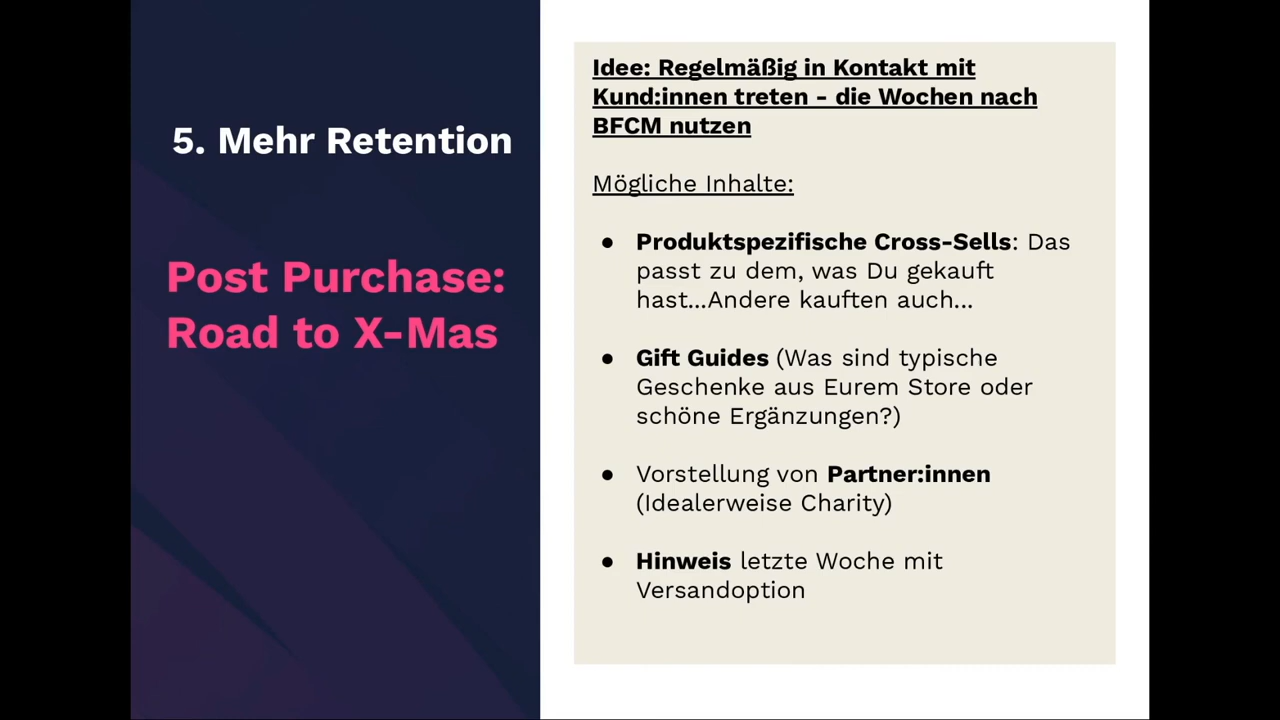 5. Mehr Retention
Post Purchase:
Road to X-Mas
Idee: Regelmäßig in Kontakt mit
Kund:innen treten - die Wochen nach
BFCM nutzen
Mögliche Inhalte:
● Produktspezifische Cross-Sells: Das
passt zu dem, was Du gekauft
hast...Andere kauften auch...
● Gift Guides (Was sind typische
Geschenke aus Eurem Store oder
schöne Ergänzungen?)
● Vorstellung von Partner:innen
(Idealerweise Charity)
● Hinweis letzte Woche mit
Versandoption